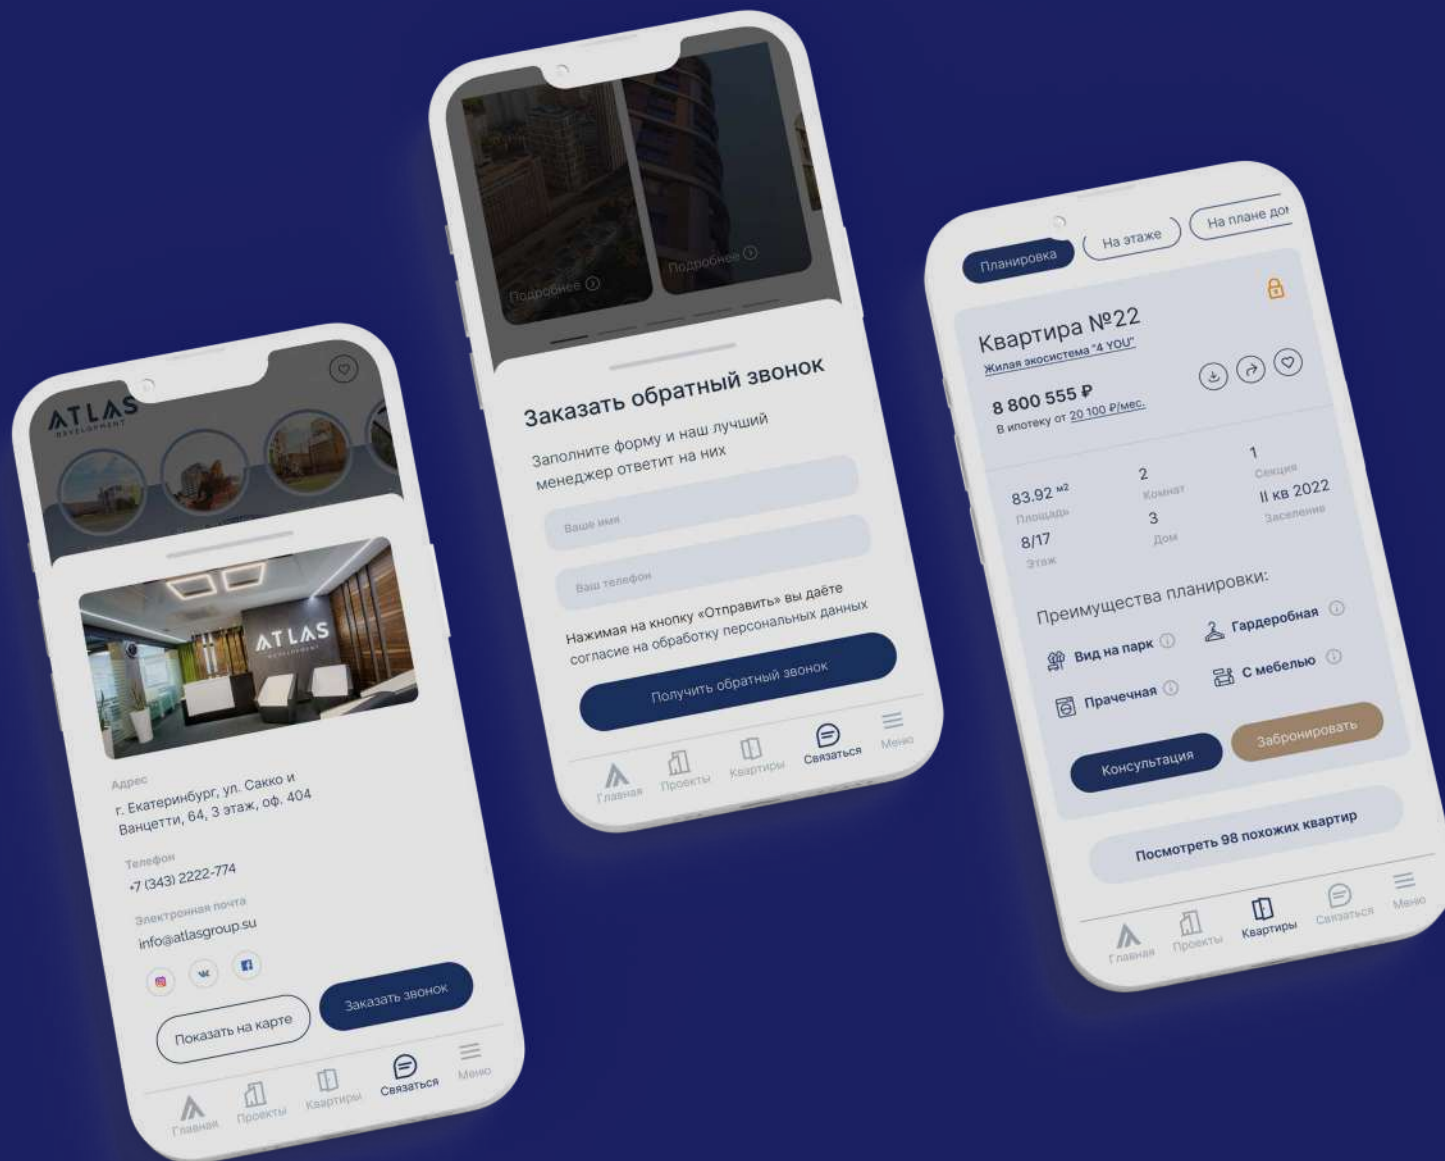 ATLAS
DEVELOPMENT
ATLAS
DEVELOPMENT
Адрес
г. Екатеринбург, ул. Сакко и
Ванцетти, 64, 3 этаж, оф. 404
Телефон
+7 (343) 2222-774
Электронная почта
info@atlasgroup.su
Показать на карте
Заказать звонок
Главная
Проекты
Квартиры
Связаться
Меню
Подробнее
Подробнее
Заказать обратный звонок
Заполните форму и наш лучший
менеджер ответит на них
Ваше имя
Ваш телефон
Нажимая на кнопку «Отправить» вы даёте
согласие на обработку персональных данных
Получить обратный звонок
Главная
Проекты
Квартиры
Связаться
Меню
Планировка
На этаже
На плане дом
Квартира №22
Жилая экосистема "4 YOU"
8 800 555 ₽
В ипотеку от 20 100 ₽/мес.
83.92 м2
Площадь
2
Комнат
1
Секция
8/17
Этаж
3
Дом
II кв 2022
Заселение
Преимущества планировки:
Вид на парк
Гардеробная
Прачечная
С мебелью
Консультация
Забронировать
Посмотреть 98 похожих квартир
Главная
Проекты
Квартиры
Связаться
Меню